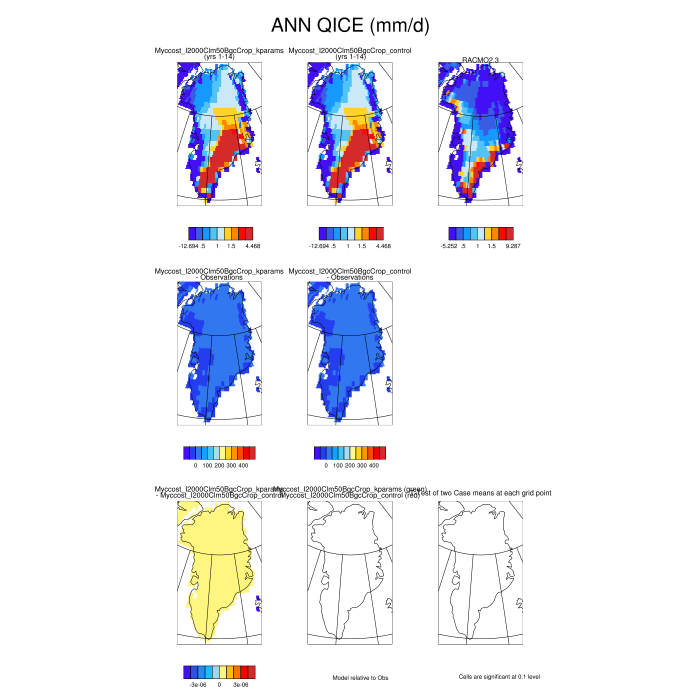 ANN QICE (mm/d)
Myccost_I2000Clm50BgcCrop_kparams
(yrs 1-14)
Myccost_I2000Clm50BgcCrop_control
(yrs 1-14)
RACMO2.3
-12.694 .5 1 1.5 4.468
-12.694 .5 1 1.5 4.468
-5.252 .5 1 1.5 9.287
Myccost_I2000Clm50BgcCrop_kparams
- Observations
Myccost_I2000Clm50BgcCrop_control
- Observations
0 100 200 300 400
0 100 200 300 400
Myccost_I2000Clm50BgcCrop_kparams
- Myccost_I2000Clm50BgcCrop_control
Myccost_I2000Clm50BgcCrop_kparams (green)
Myccost_I2000Clm50BgcCrop_control (red)
of two Case means at each grid point
-3e-06 0 3e-06
Model relative to Obs
Cells are significant at 0.1 level